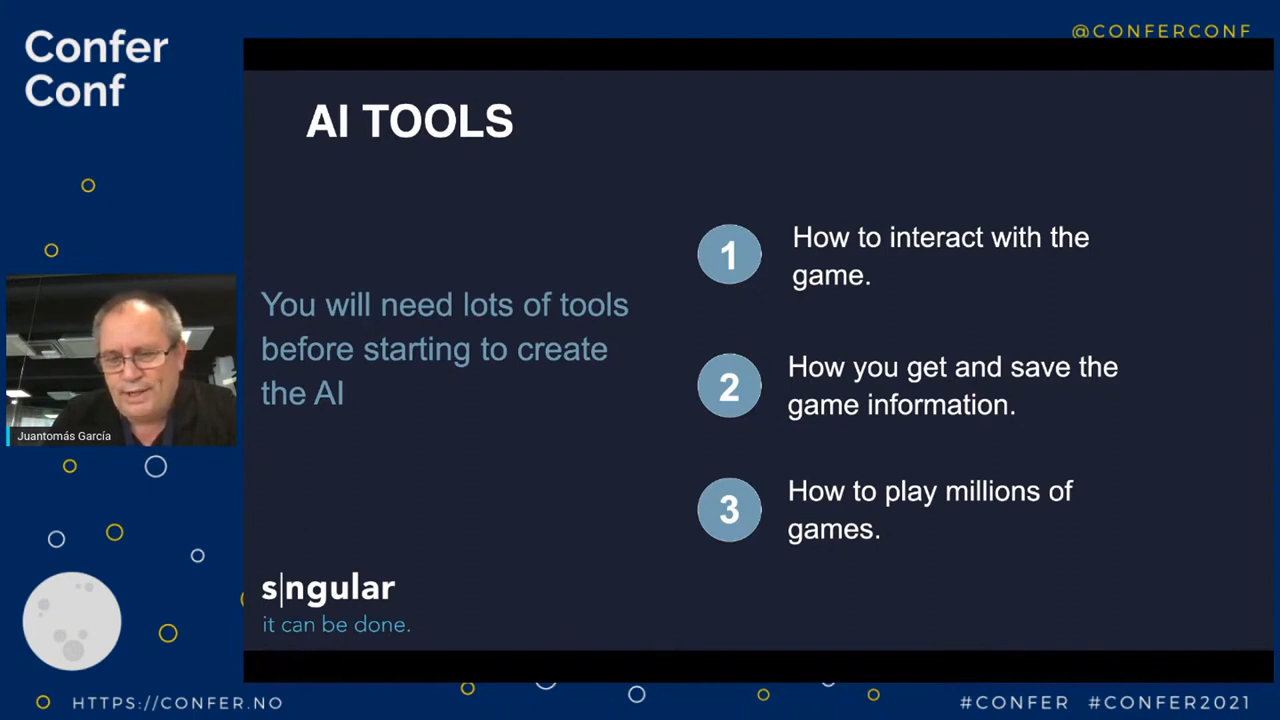 Confer
Conf
@CONFERCONF
AI TOOLS
You will need lots of tools
before starting to create
the AI
1
How to interact with the
game.
2
How you get and save the
game information.
3
How to play millions of
games.
Juantomás García
s|ngular
it can be done.
HTTPS://CONFER.NO
#CONFER #CONFER2021